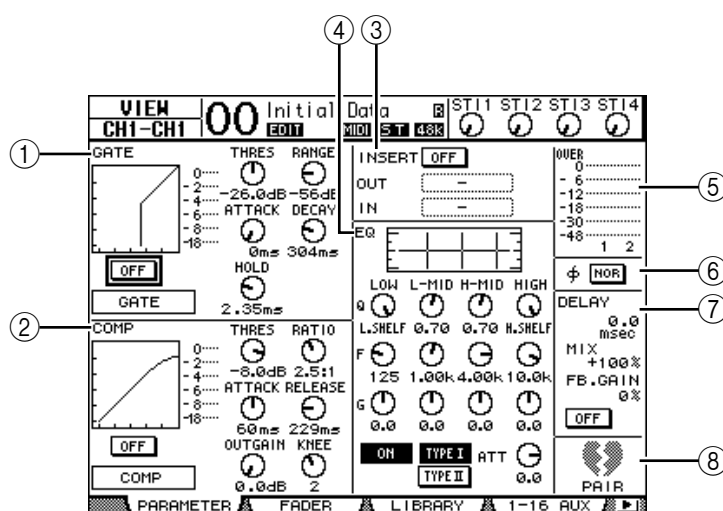 ④ ③
VIEW
CH1-CH1
00 Initial Data R
EDIT MIDI ST 48k
STI1 STI2 STI3 STI4
①
GATE
THRES RANGE
0
-2
-4
-6
-8
-18
-26.0dB -56dB
ATTACK DECAY
0ms 304ms
HOLD
2.35ms
OFF
GATE
②
COMP
THRES RATIO
0
-2
-4
-6
-8
-18
-8.0dB 2.5:1
ATTACK RELEASE
60ms 229ms
OUTGAIN KNEE
0.0dB 2
OFF
COMP
INSERT OFF
OUT -
IN -
EQ
LOW L-MID H-MID HIGH
Q
L.SHELF 0.70 0.70 H.SHELF
F
125 1.00k 4.00k 10.0k
G
0.0 0.0 0.0 0.0
ON TYPE I ATT
TYPE II 0.0
OVER
0
-6
-12
-18
-30
-48
1 2
⑤
ϕ NOR
⑥
DELAY
⑦
0.0
msec
MIX
+100%
FB.GAIN
0%
OFF
PAIR
⑧
PARAMETER FADER LIBRARY 1-16 AUX